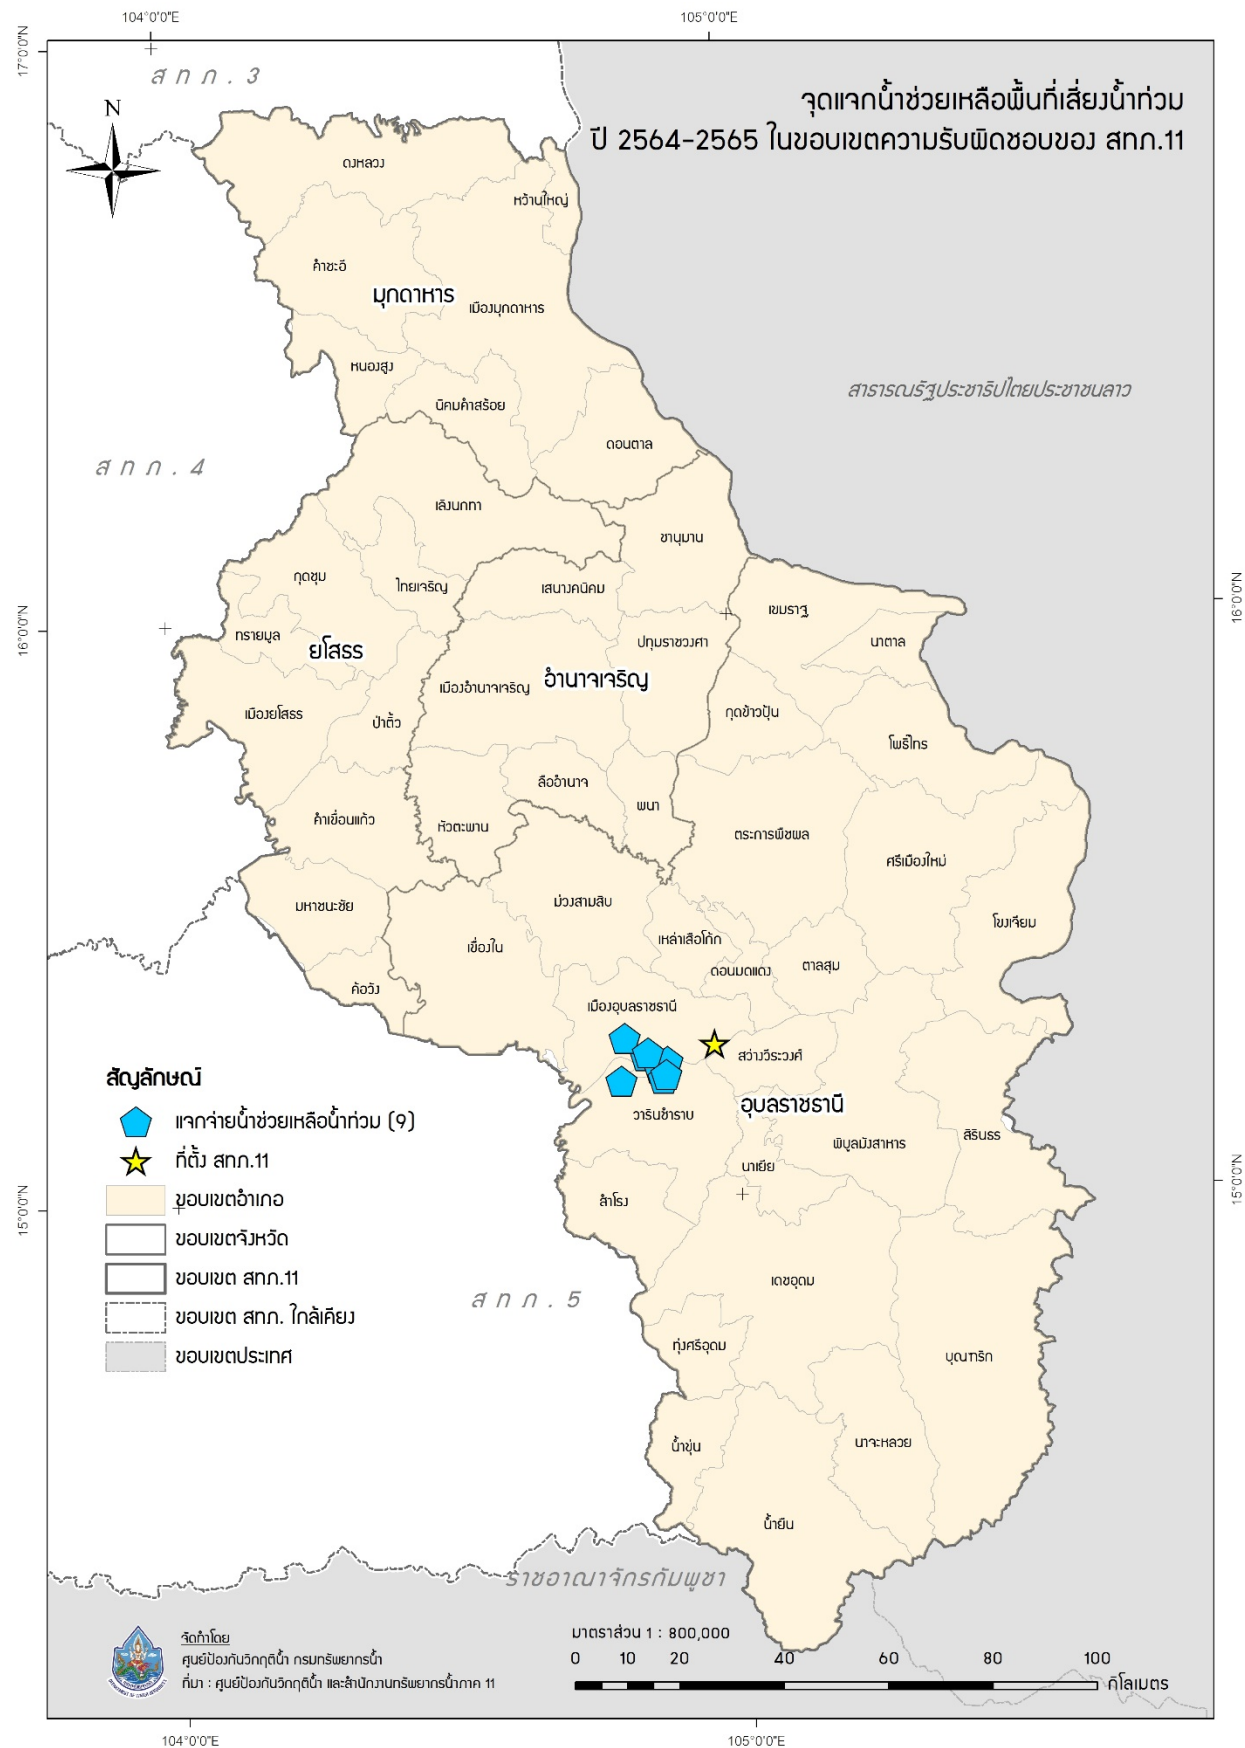 104°0'0"E
105°0'0"E
17°0'0"N
สทภ.3
จุดแจกน้ำช่วยเหลือพื้นที่เสี่ยงน้ำท่วม
ปี 2564-2565 ในขอบเขตความรับผิดชอบของ สทภ.11
N
ดงหลวง
หว้านใหญ่
คำชะอี
มุกดาหาร
เมืองมุกดาหาร
หนองสูง
นิคมคำสร้อย
สาธารณรัฐประชาธิปไตยประชาชนลาว
ดอนตาล
สทภ.4
เลิงนกทา
ชานุมาน
กุดชุม
ไทยเจริญ
เสนางคนิคม
เขมราฐ
16°0'0"N
16°0'0"N
ทรายมูล
ยโสธร
ปทุมราชวงศา
นาตาล
เมืองอำนาจเจริญ
อำนาจเจริญ
เมืองยโสธร
ป่าติ้ว
กุดข้าวปุ้น
โพธิ์ไทร
ลืออำนาจ
พนา
คำเขื่อนแก้ว
หัวตะพาน
ตระการพืชผล
ศรีเมืองใหม่
มหาชนะชัย
ม่วงสามสิบ
โขงเจียม
เขื่องใน
เหล่าเสือโก้ก
ดอนมดแดง
ตาลสุม
ค้อวัง
เมืองอุบลราชธานี
สว่างวีระวงศ์
วารินชำราบ
อุบลราชธานี
พิบูลมังสาหาร
สิรินธร
นาเยีย
สำโรง
15°0'0"N
15°0'0"N
สัญลักษณ์
แจกจ่ายน้ำช่วยเหลือน้ำท่วม (9)
ที่ตั้ง สทภ.11
ขอบเขตอำเภอ
ขอบเขตจังหวัด
ขอบเขต สทภ.11
ขอบเขต สทภ. ใกล้เคียง
ขอบเขตประเทศ
เดชอุดม
สทภ.5
ทุ่งศรีอุดม
บุณฑริก
น้ำขุ่น
นาจะหลวย
น้ำยืน
ราชอาณาจักรกัมพูชา
จัดทำโดย
ศูนย์ป้องกันวิกฤติน้ำ กรมทรัพยากรน้ำ
ที่มา : ศูนย์ป้องกันวิกฤติน้ำ และสำนักงานทรัพยากรน้ำภาค 11
มาตราส่วน 1 : 800,000
0 10 20 40 60 80 100
กิโลเมตร
104°0'0"E
105°0'0"E